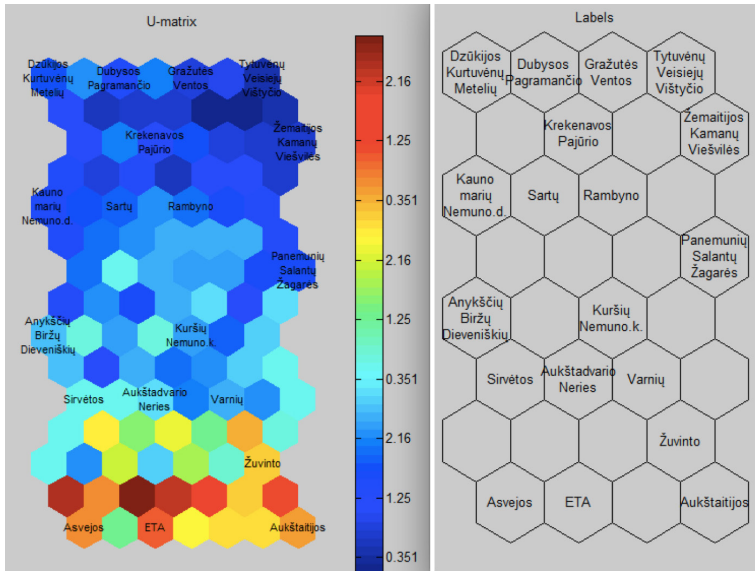 U-matrix
Dzūkijos
Kurtuvėnų
Metelių
Dubysos
Pagramančio
Gražutės
Ventos
Tytuvėnų
Veisiejų
Vištyčio
Krekenavos
Pajūrio
Žemaitijos
Kamanų
Viešvilės
Kauno
marių
Nemuno.d.
Sartų
Rambyno
Panemunių
Salantų
Žagarės
Anykščių
Biržų
Dieveniškių
Kuršių
Nemuno.k.
Sirvėtos
Aukštadvario
Neries
Varnių
Žuvinto
Asvejos
ETA
Aukštaitijos
2.16
1.25
0.351
2.16
1.25
0.351
2.16
1.25
0.351
Labels
Dzūkijos
Kurtuvėnų
Metelių
Dubysos
Pagramančio
Gražutės
Ventos
Tytuvėnų
Veisiejų
Vištyčio
Krekenavos
Pajūrio
Žemaitijos
Kamanų
Viešvilės
Kauno
marių
Nemuno.d.
Sartų
Rambyno
Panemunių
Salantų
Žagarės
Anykščių
Biržų
Dieveniškių
Kuršių
Nemuno.k.
Sirvėtos
Aukštadvario
Neries
Varnių
Žuvinto
Asvejos
ETA
Aukštaitijos